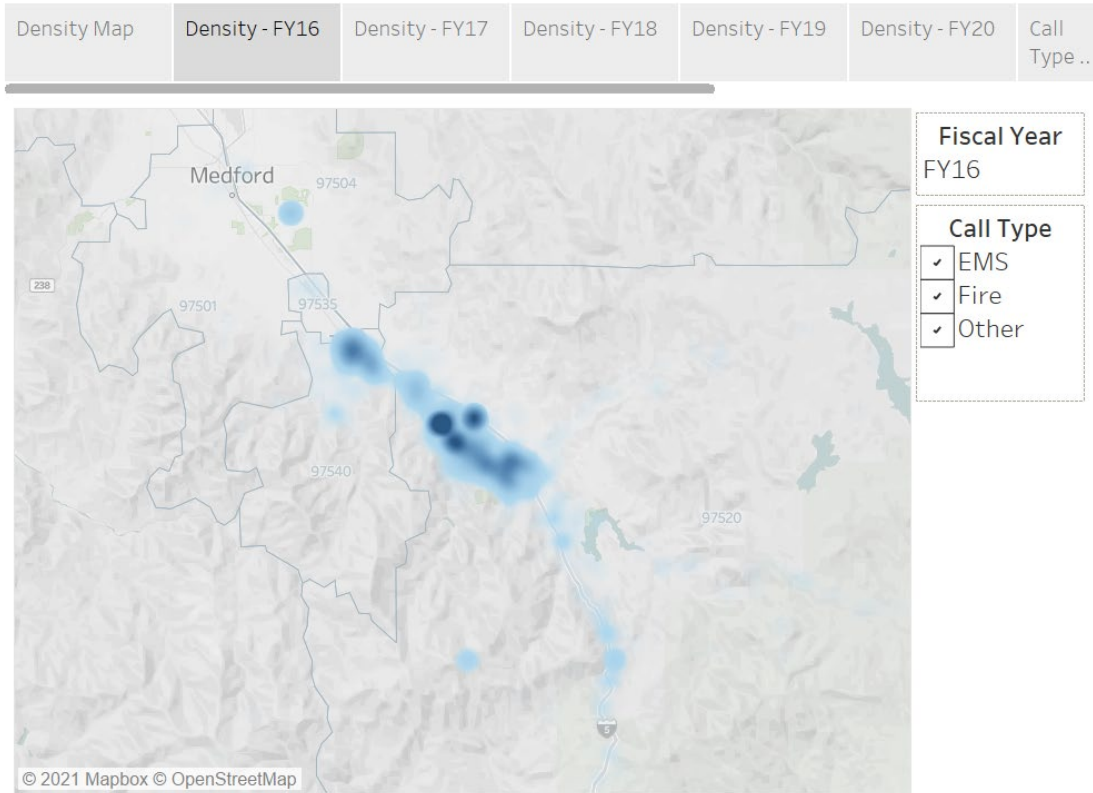 Density Map
Density - FY16
Density - FY17
Density - FY18
Density - FY19
Density - FY20
Call
Type ..
Fiscal Year
FY16
Call Type
EMS
Fire
Other
Medford
97504
238
97501
97535
97540
97520
5
© 2021 Mapbox © OpenStreetMap